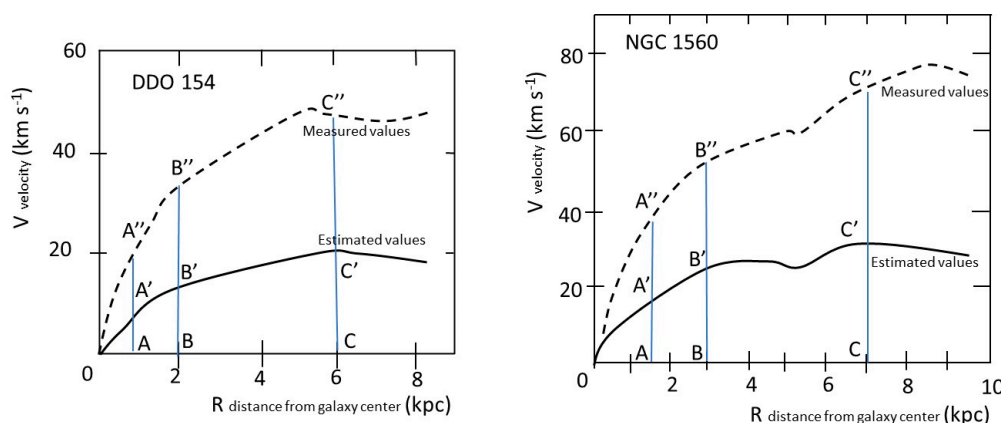 DDO 154
V velocity (km s-1)
60
40
20
0
A''
B''
C''
Measured values
Estimated values
A'
B'
C'
A
B
C
2
4
6
8
R distance from galaxy center (kpc)
NGC 1560
V velocity (km s-1)
80
60
40
20
0
A''
B''
C''
Measured values
C'
Estimated values
A'
B'
A
B
C
2
4
6
8
10
R distance from galaxy center (kpc)